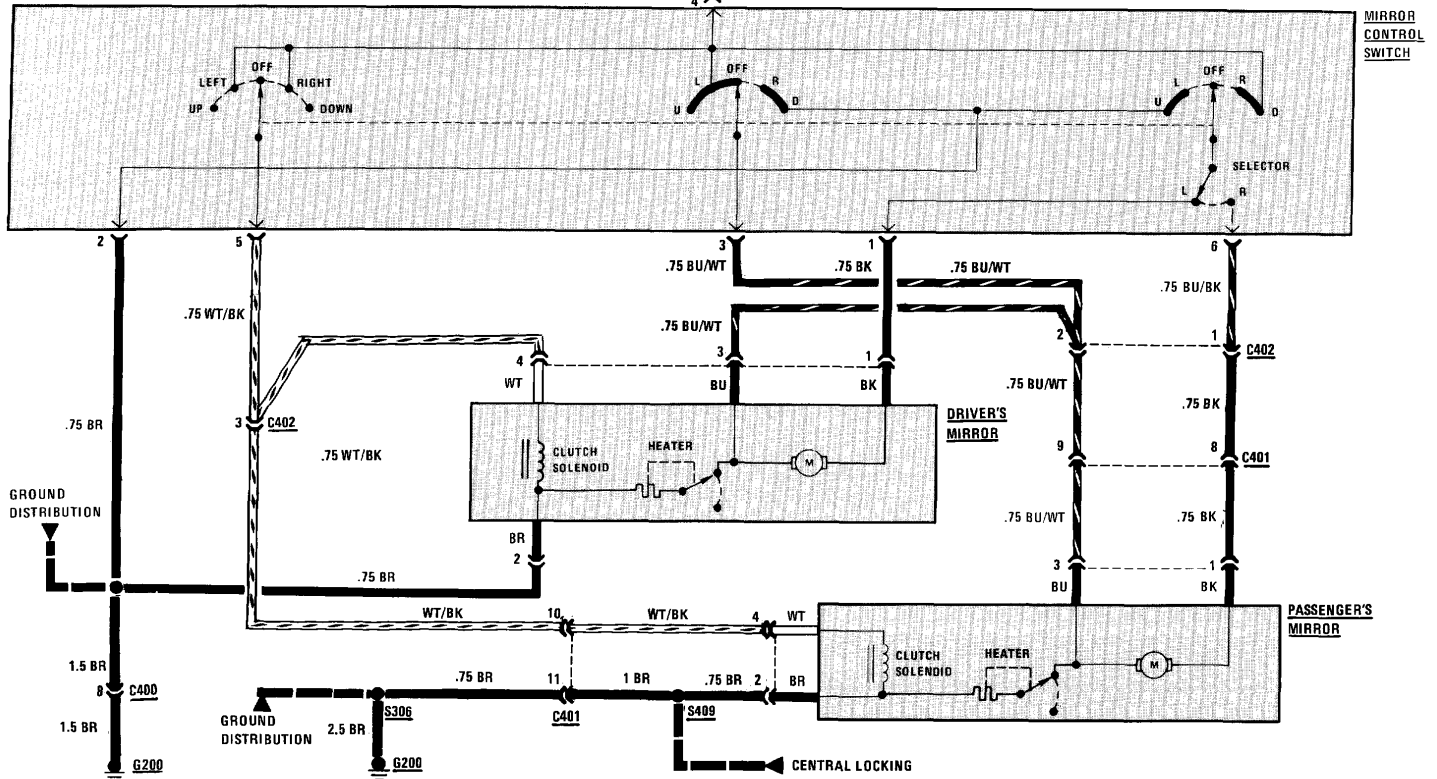 4
MIRROR
CONTROL
SWITCH
LEFT
OFF
RIGHT
UP
DOWN
L
OFF
R
U
D
L
OFF
R
U
D
SELECTOR
L
R
2
5
3
1
6
.75 BU/WT
.75 BK
.75 BU/WT
.75 BU/BK
.75 WT/BK
.75 BU/WT
4
3
1
2
1
C402
WT
BU
BK
.75 BU/WT
.75 BK
DRIVER'S
MIRROR
3
C402
.75 BR
.75 WT/BK
CLUTCH
SOLENOID
HEATER
M
9
8
C401
GROUND
DISTRIBUTION
.75 BU/WT
.75 BK
BR
2
.75 BR
3
1
BU
BK
WT/BK
10
WT/BK
4
WT
PASSENGER'S
MIRROR
1.5 BR
8
C400
.75 BR
11
1 BR
.75 BR
2
BR
CLUTCH
SOLENOID
HEATER
M
1.5 BR
GROUND
DISTRIBUTION
S306
2.5 BR
C401
S409
G200
G200
CENTRAL LOCKING